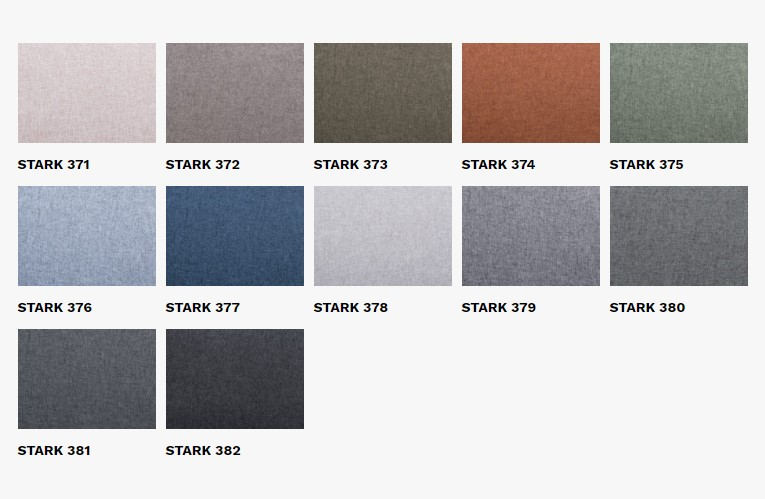 STARK 371
STARK 372
STARK 373
STARK 374
STARK 375
STARK 376
STARK 377
STARK 378
STARK 379
STARK 380
STARK 381
STARK 382